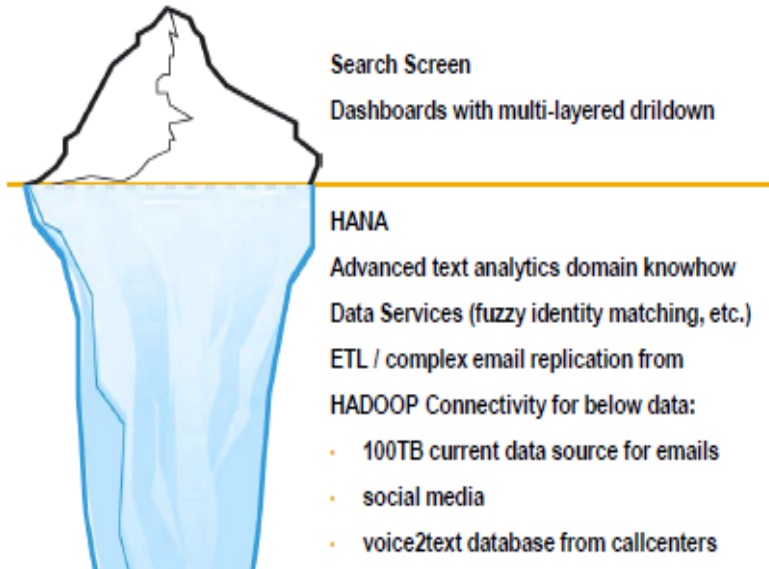 Search Screen
Dashboards with multi-layered drildown
HANA
Advanced text analytics domain knowhow
Data Services (fuzzy identity matching, etc.)
ETL / complex email replication from
HADOOP Connectivity for below data:
· 100TB current data source for emails
· social media
· voice2text database from callcenters